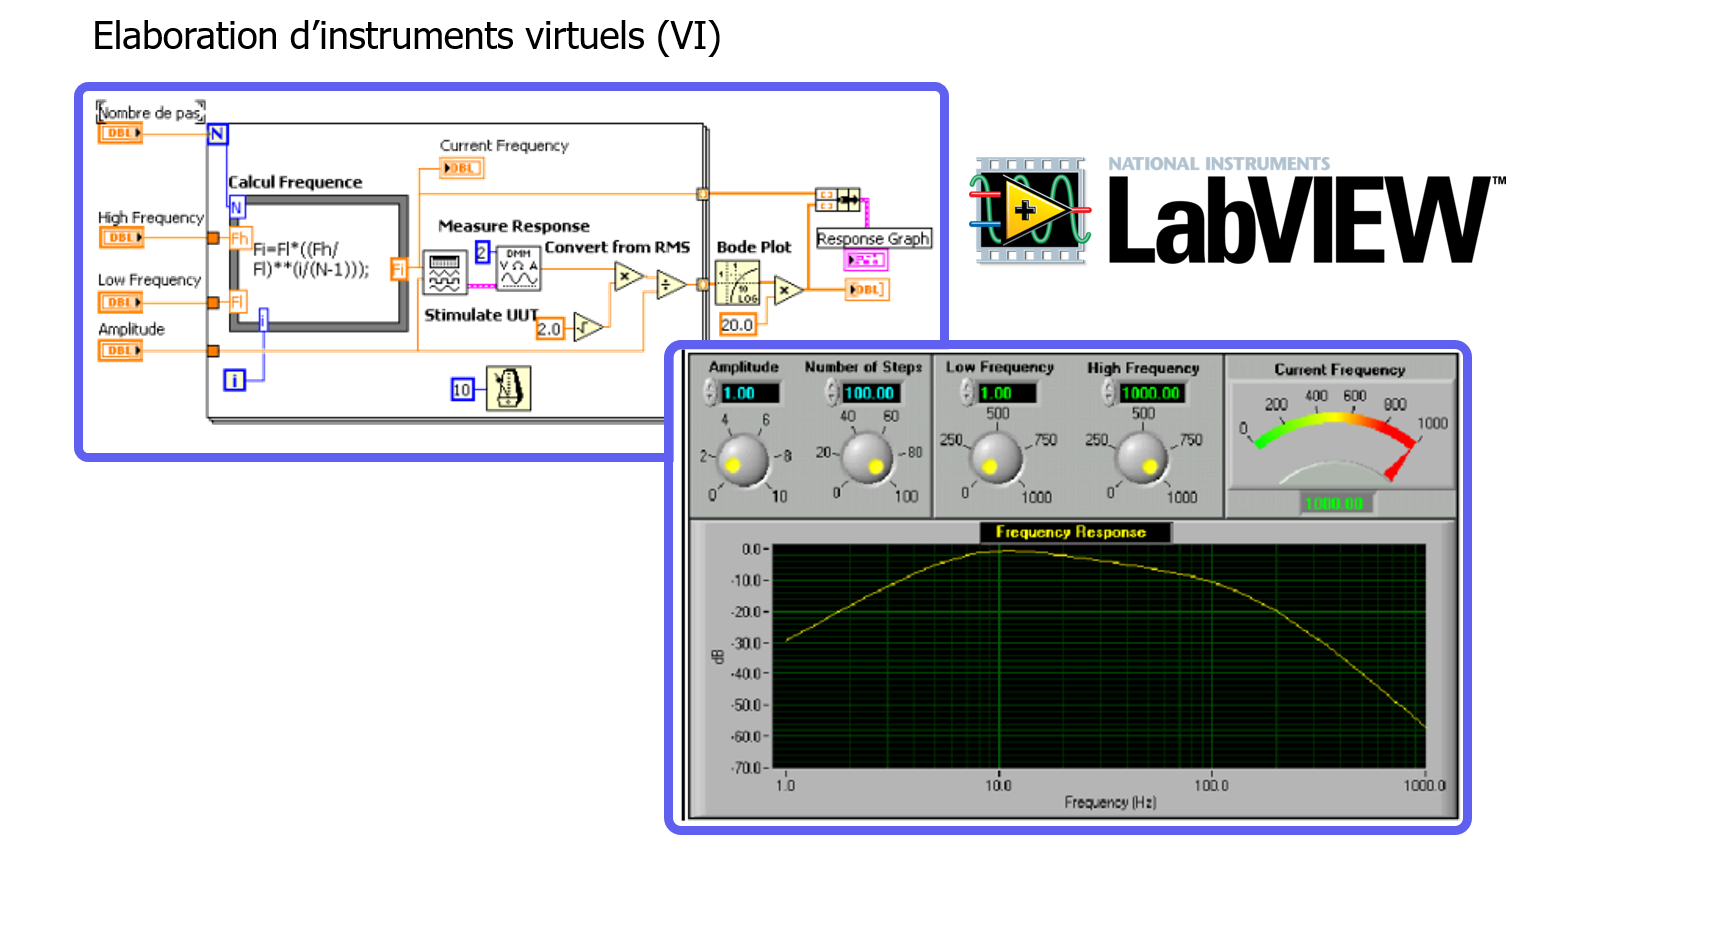 Elaboration d’instruments virtuels (VI)
Nombre de pas
DBL
N
Current Frequency
DBL
Calcul Frequence
N
High Frequency
DBL
Fh
Fi=Fl*((Fh/
Fl)**(i/(N-1)));
Fi
Low Frequency
DBL
Fl
Amplitude
DBL
i
i
Measure Response
2
DMM
V Ω A
Convert from RMS
×
÷
Stimulate UUT
2.0
√
10
Bode Plot
1
1
10
LOG
×
20.0
Response Graph
DBL]
NATIONAL INSTRUMENTS
LabVIEW™
Amplitude
1.00
4 6
2 8
0 10
Number of Steps
100.00
40 60
20 80
0 100
Low Frequency
1.00
500
250 750
0 1000
High Frequency
1000.00
500
250 750
0 1000
Current Frequency
0 200 400 600 800 1000
1000.00
Frequency Response
0.0
-10.0
-20.0
-30.0
-40.0
-50.0
-60.0
-70.0
dB
1.0 10.0 100.0 1000.0
Frequency (Hz)